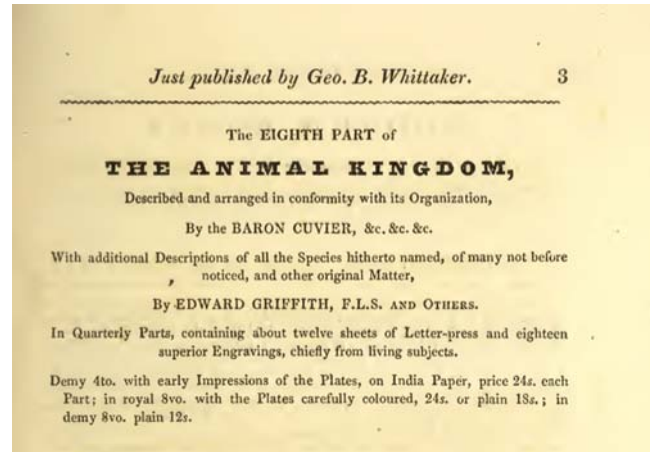 Just published by Geo. B. Whittaker. 3
The EIGHTH PART of
THE ANIMAL KINGDOM,
Described and arranged in conformity with its Organization,
By the BARON CUVIER, &c. &c. &c.
With additional Descriptions of all the Species hitherto named, of many not before
noticed, and other original Matter,
By EDWARD GRIFFITH, F.L.S. AND OTHERS.
In Quarterly Parts, containing about twelve sheets of Letter-press and eighteen
superior Engravings, chiefly from living subjects.
Demy 4to. with early Impressions of the Plates, on India Paper, price 24s. each
Part; in royal 8vo. with the Plates carefully coloured, 24s. or plain 18s.; in
demy 8vo. plain 12s.